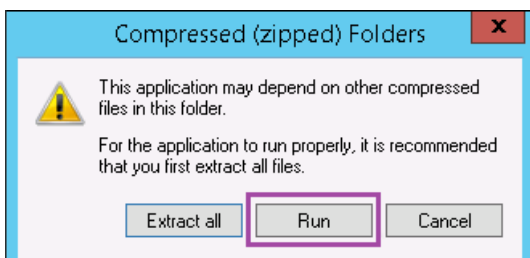 Compressed (zipped) Folders
x
This application may depend on other compressed
files in this folder.
For the application to run properly, it is recommended
that you first extract all files.
Extract all Run Cancel